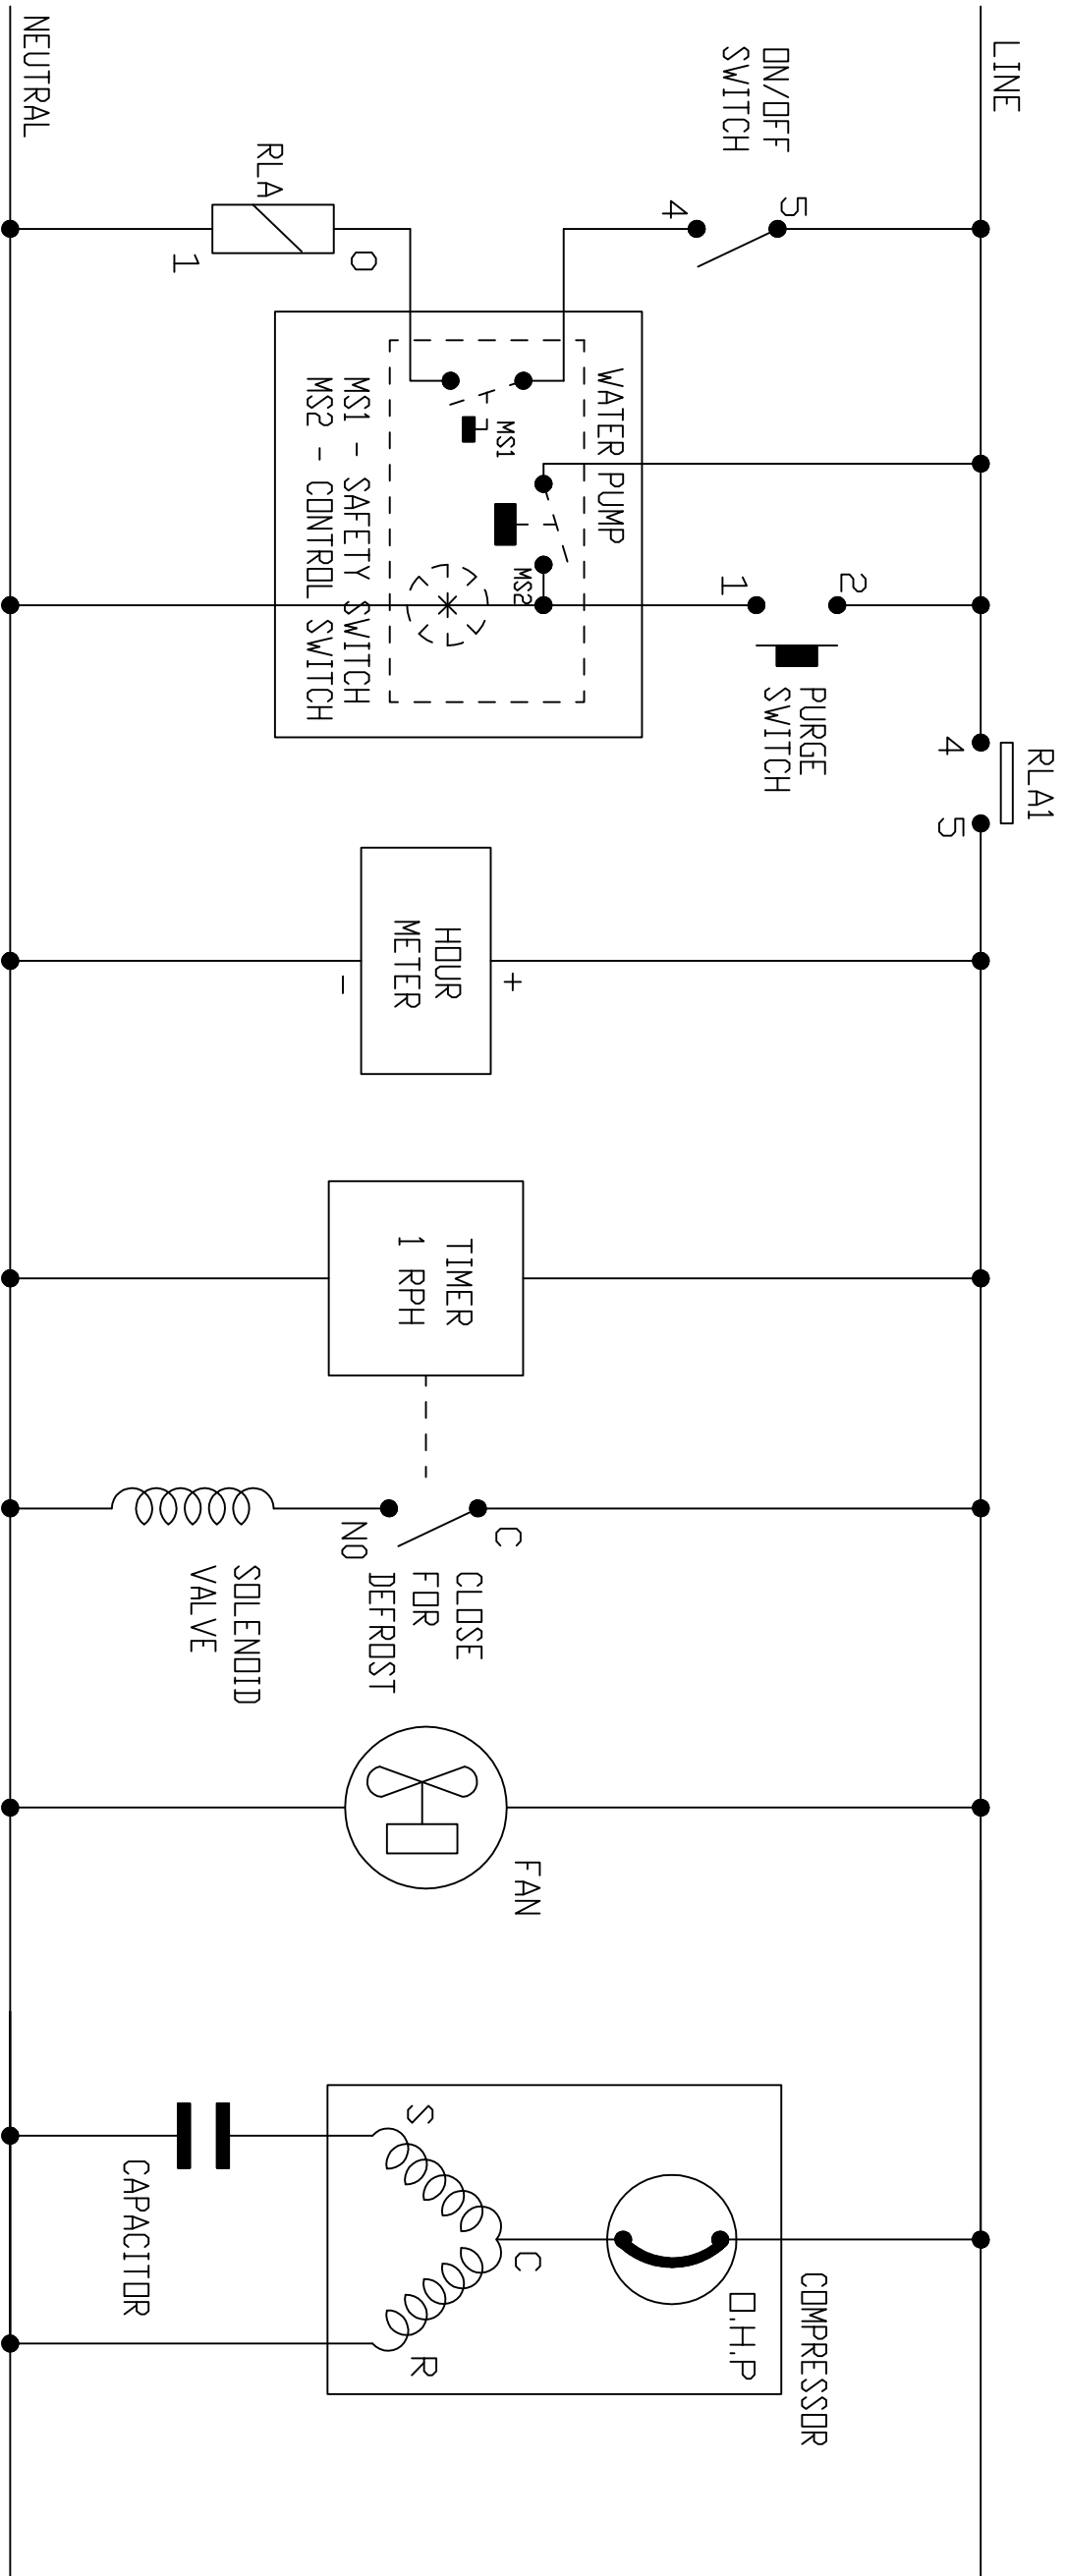 LINE
ON/OFF
SWITCH
5
4
RLA
0
1
NEUTRAL
WATER PUMP
MS1
MS2
MS1 - SAFETY SWITCH
MS2 - CONTROL SWITCH
2
1
PURGE
SWITCH
RLA1
4
5
+
HOUR
METER
-
TIMER
1 RPH
C
NO
CLOSE
FOR
DEFROST
SOLENOID
VALVE
FAN
COMPRESSOR
O.H.P
C
S
R
CAPACITOR